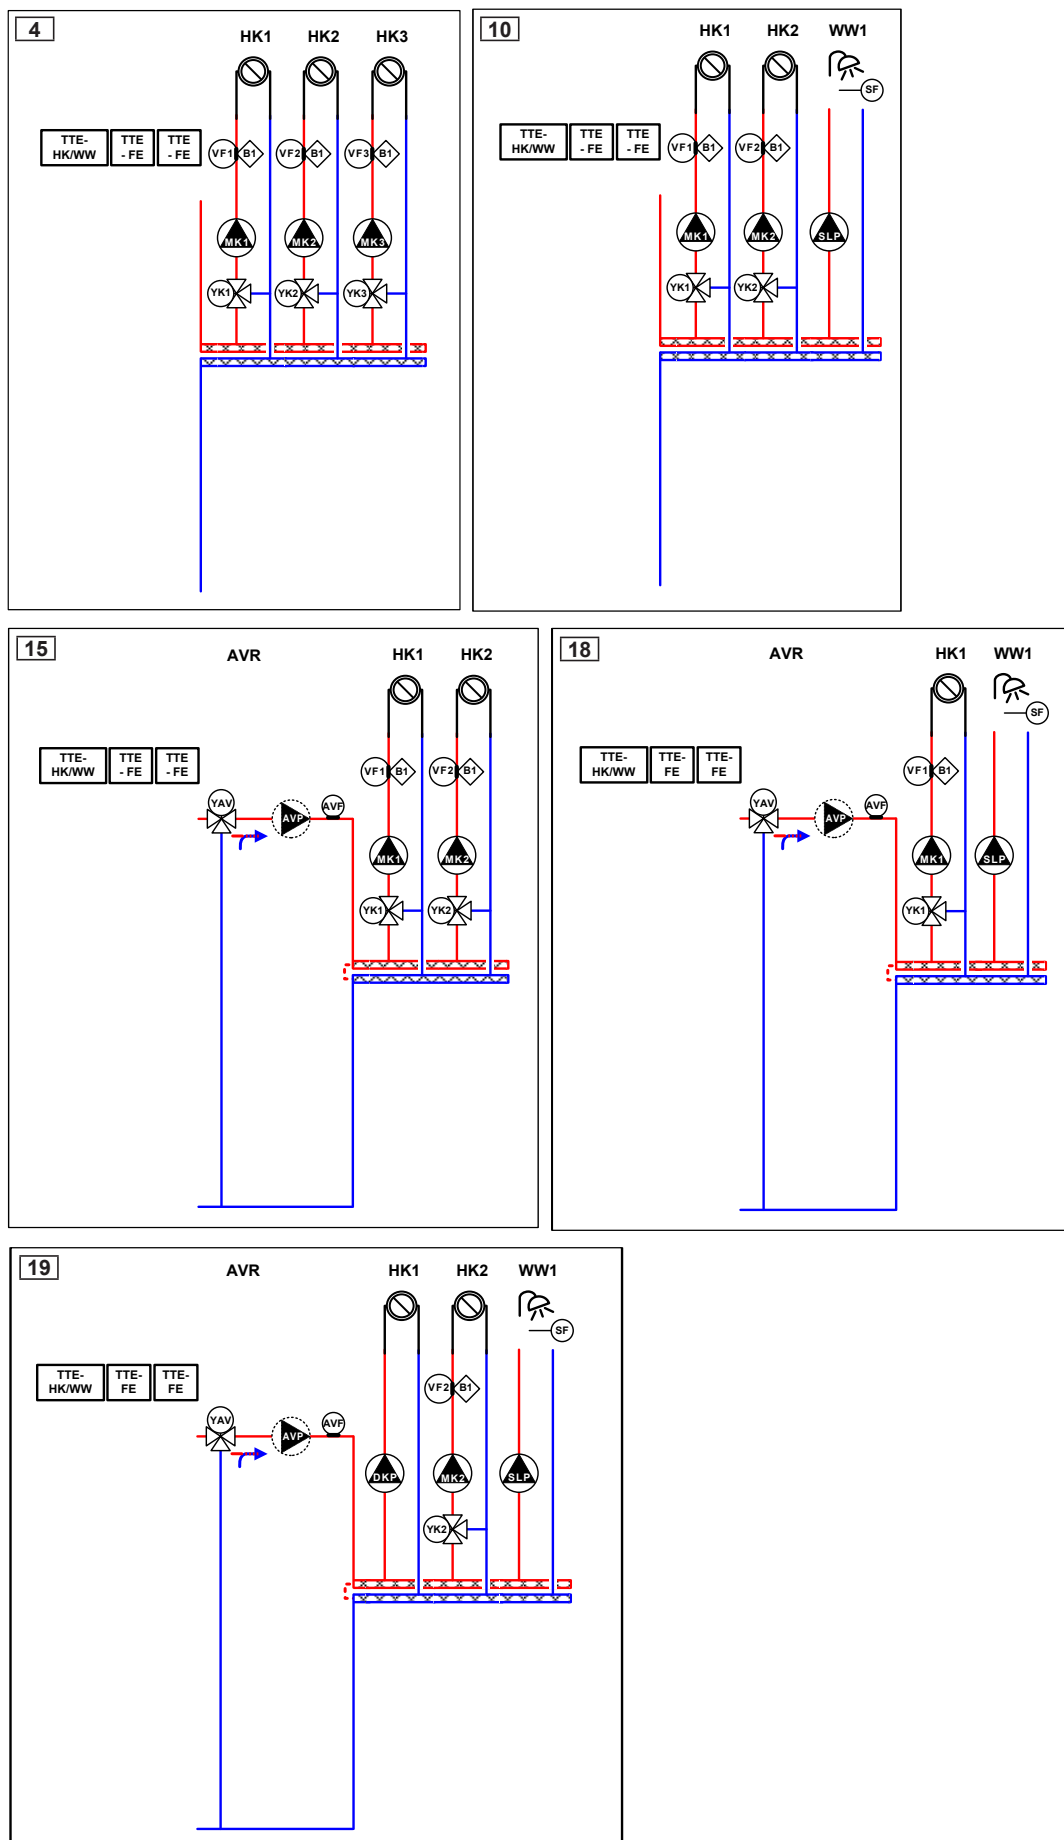 4
HK1 HK2 HK3
TTE- TTE TTE
HK/WW - FE - FE
VF1 B1 VF2 B1 VF3 B1
MK1 MK2 MK3
YK1 YK2 YK3
10
HK1 HK2 WW1
SF
TTE- TTE TTE
HK/WW - FE - FE
VF1 B1 VF2 B1
MK1 MK2 SLP
YK1 YK2
15
AVR HK1 HK2
TTE- TTE TTE
HK/WW - FE - FE
VF1 B1 VF2 B1
YAV AVP AVF
MK1 MK2
YK1 YK2
18
AVR HK1 WW1
SF
TTE- TTE- TTE-
HK/WW FE FE
VF1 B1
YAV AVP AVF
MK1 SLP
YK1
19
AVR HK1 HK2 WW1
SF
TTE- TTE- TTE-
HK/WW FE FE
VF2 B1
YAV AVP AVF
DKP MK2 SLP
YK2